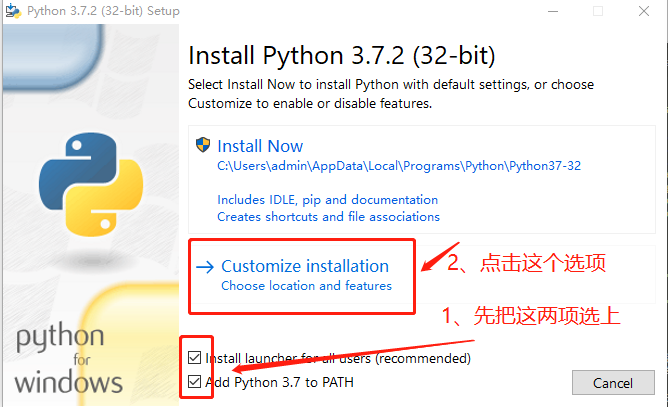 Python 3.7.2 (32-bit) Setup
Install Python 3.7.2 (32-bit)
Select Install Now to install Python with default settings, or choose
Customize to enable or disable features.
Install Now
C:\Users\admin\AppData\Local\Programs\Python\Python37-32
Includes IDLE, pip and documentation
Creates shortcuts and file associations
Customize installation
Choose location and features
2、点击这个选项
1、先把这两项选上
Install launcher for all users (recommended)
Add Python 3.7 to PATH
python
for
windows
Cancel